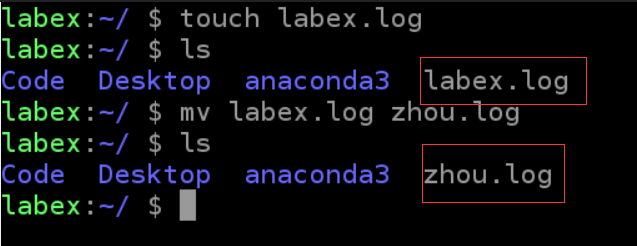 labex:~/ $ touch labex.log
labex:~/ $ ls
Code  Desktop  anaconda3  labex.log
labex:~/ $ mv labex.log zhou.log
labex:~/ $ ls
Code  Desktop  anaconda3  zhou.log
labex:~/ $